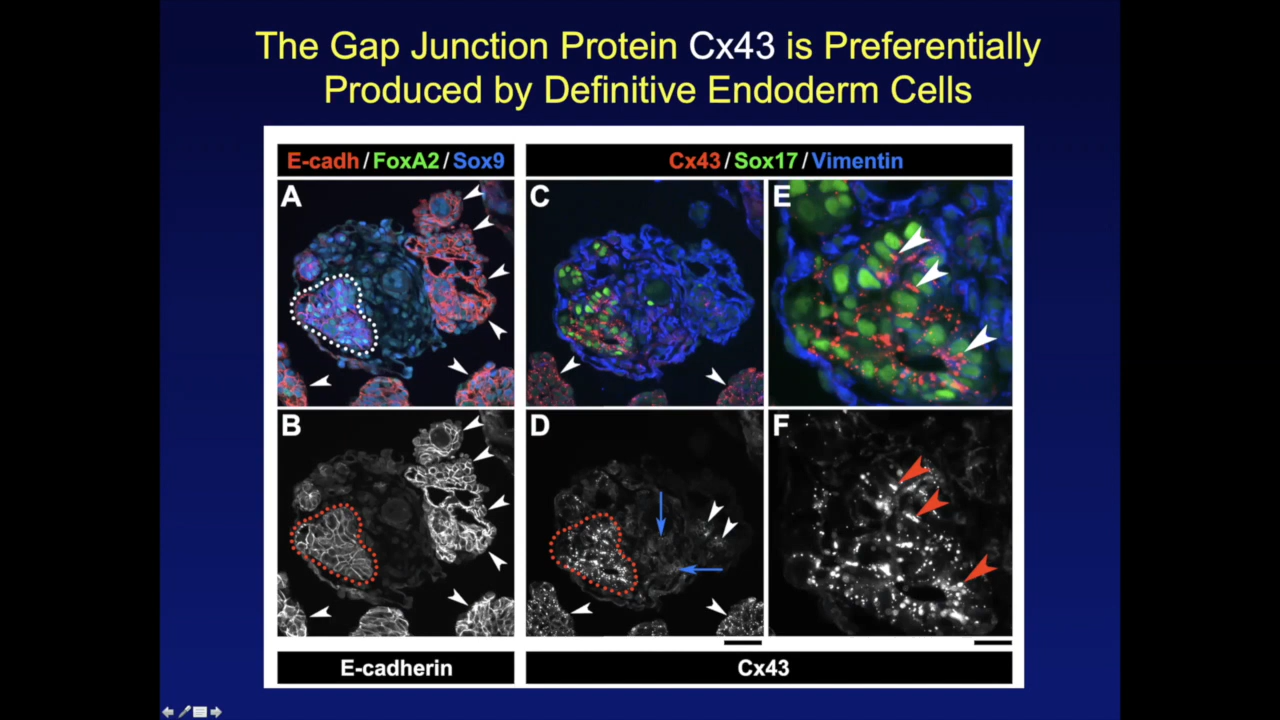 The Gap Junction Protein Cx43 is Preferentially
Produced by Definitive Endoderm Cells
E-cadh/FoxA2/Sox9
Cx43/Sox17/Vimentin
A
C
E
B
D
F
E-cadherin
Cx43